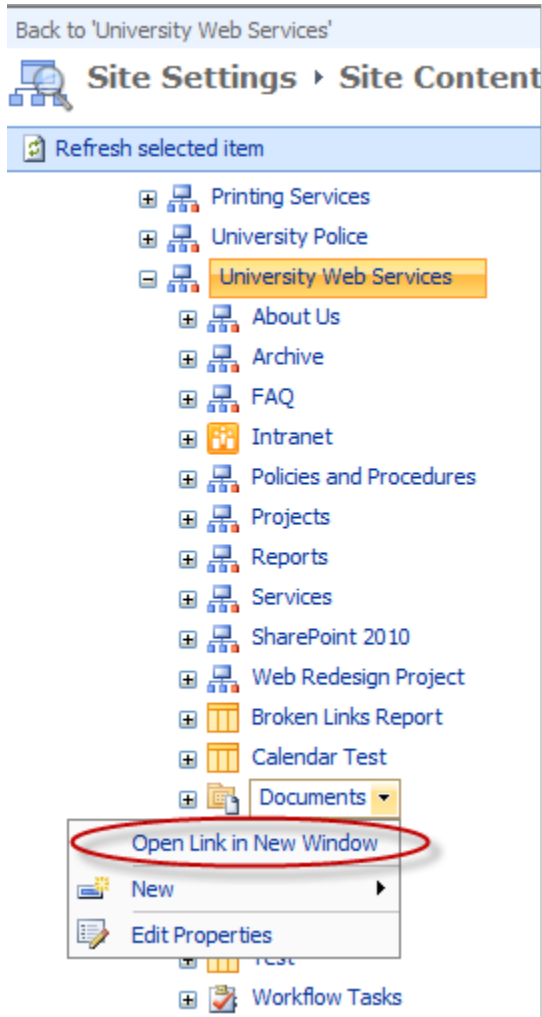 Back to 'University Web Services'
Site Settings ‣ Site Content
Refresh selected item
Printing Services
University Police
University Web Services
About Us
Archive
FAQ
Intranet
Policies and Procedures
Projects
Reports
Services
SharePoint 2010
Web Redesign Project
Broken Links Report
Calendar Test
Documents
Open Link in New Window
New
Edit Properties
Test
Workflow Tasks